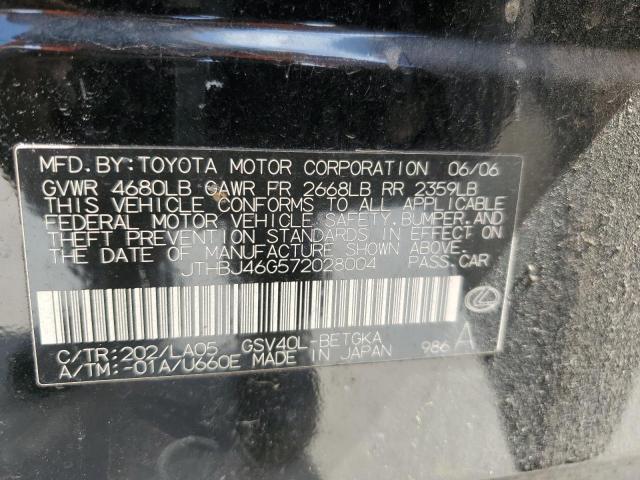 MFD. BY: TOYOTA MOTOR CORPORATION 06/06
GVWR 4680LB GAWR FR 2668LB RR 2359LB
THIS VEHICLE CONFORMS TO ALL APPLICABLE
FEDERAL MOTOR VEHICLE SAFETY, BUMPER, AND
THEFT PREVENTION STANDARDS IN EFFECT ON
THE DATE OF MANUFACTURE SHOWN ABOVE.
JTHBJ46G572028004 PASS. CAR
C/TR: 202/LA05 GSV40L-BETGKA
A/TM: -01A/U660E MADE IN JAPAN 986 A